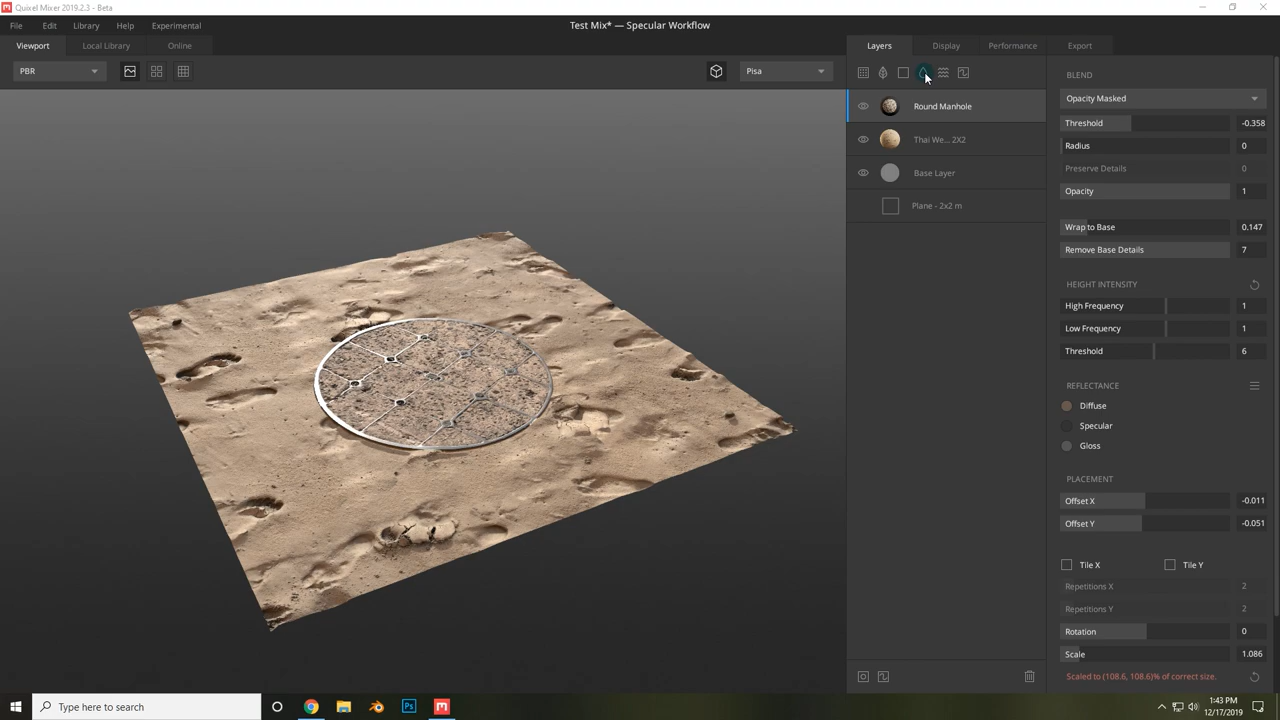 Quixel Mixer 2019.2.3 - Beta
File Edit Library Help Experimental
Test Mix* — Specular Workflow
Viewport Local Library Online
Layers Display Performance Export
PBR
Pisa
Round Manhole
Thai We... 2X2
Base Layer
Plane - 2x2 m
BLEND
Opacity Masked
Threshold -0.358
Radius 0
Preserve Details 0
Opacity 1
Wrap to Base 0.147
Remove Base Details 7
HEIGHT INTENSITY
High Frequency 1
Low Frequency 1
Threshold 6
REFLECTANCE
Diffuse
Specular
Gloss
PLACEMENT
Offset X -0.011
Offset Y -0.051
Tile X Tile Y
Repetitions X 2
Repetitions Y 2
Rotation 0
Scale 1.086
Scaled to (108.6, 108.6)% of correct size.
Type here to search
Ps
1:43 PM
12/17/2019